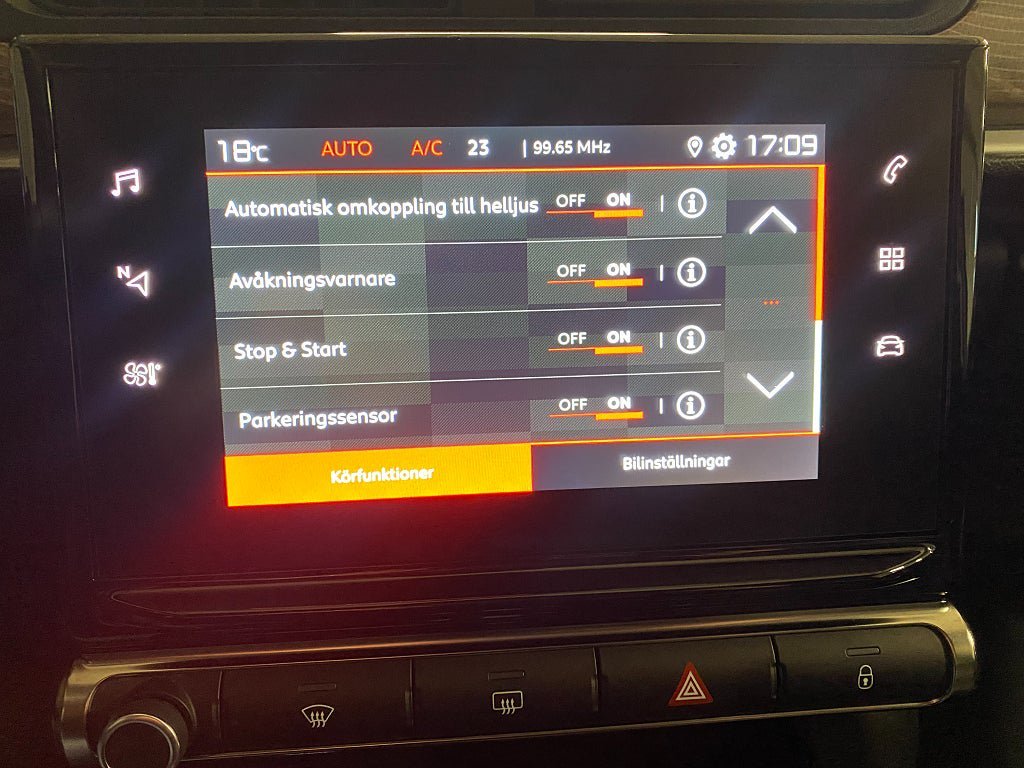 18°C AUTO A/C 23 | 99.65 MHz 17:09
Automatisk omkoppling till helljus OFF ON
Avåkningsvarnare OFF ON
Stop & Start OFF ON
Parkeringssensor OFF ON
Körfunktioner Bilinställningar
N